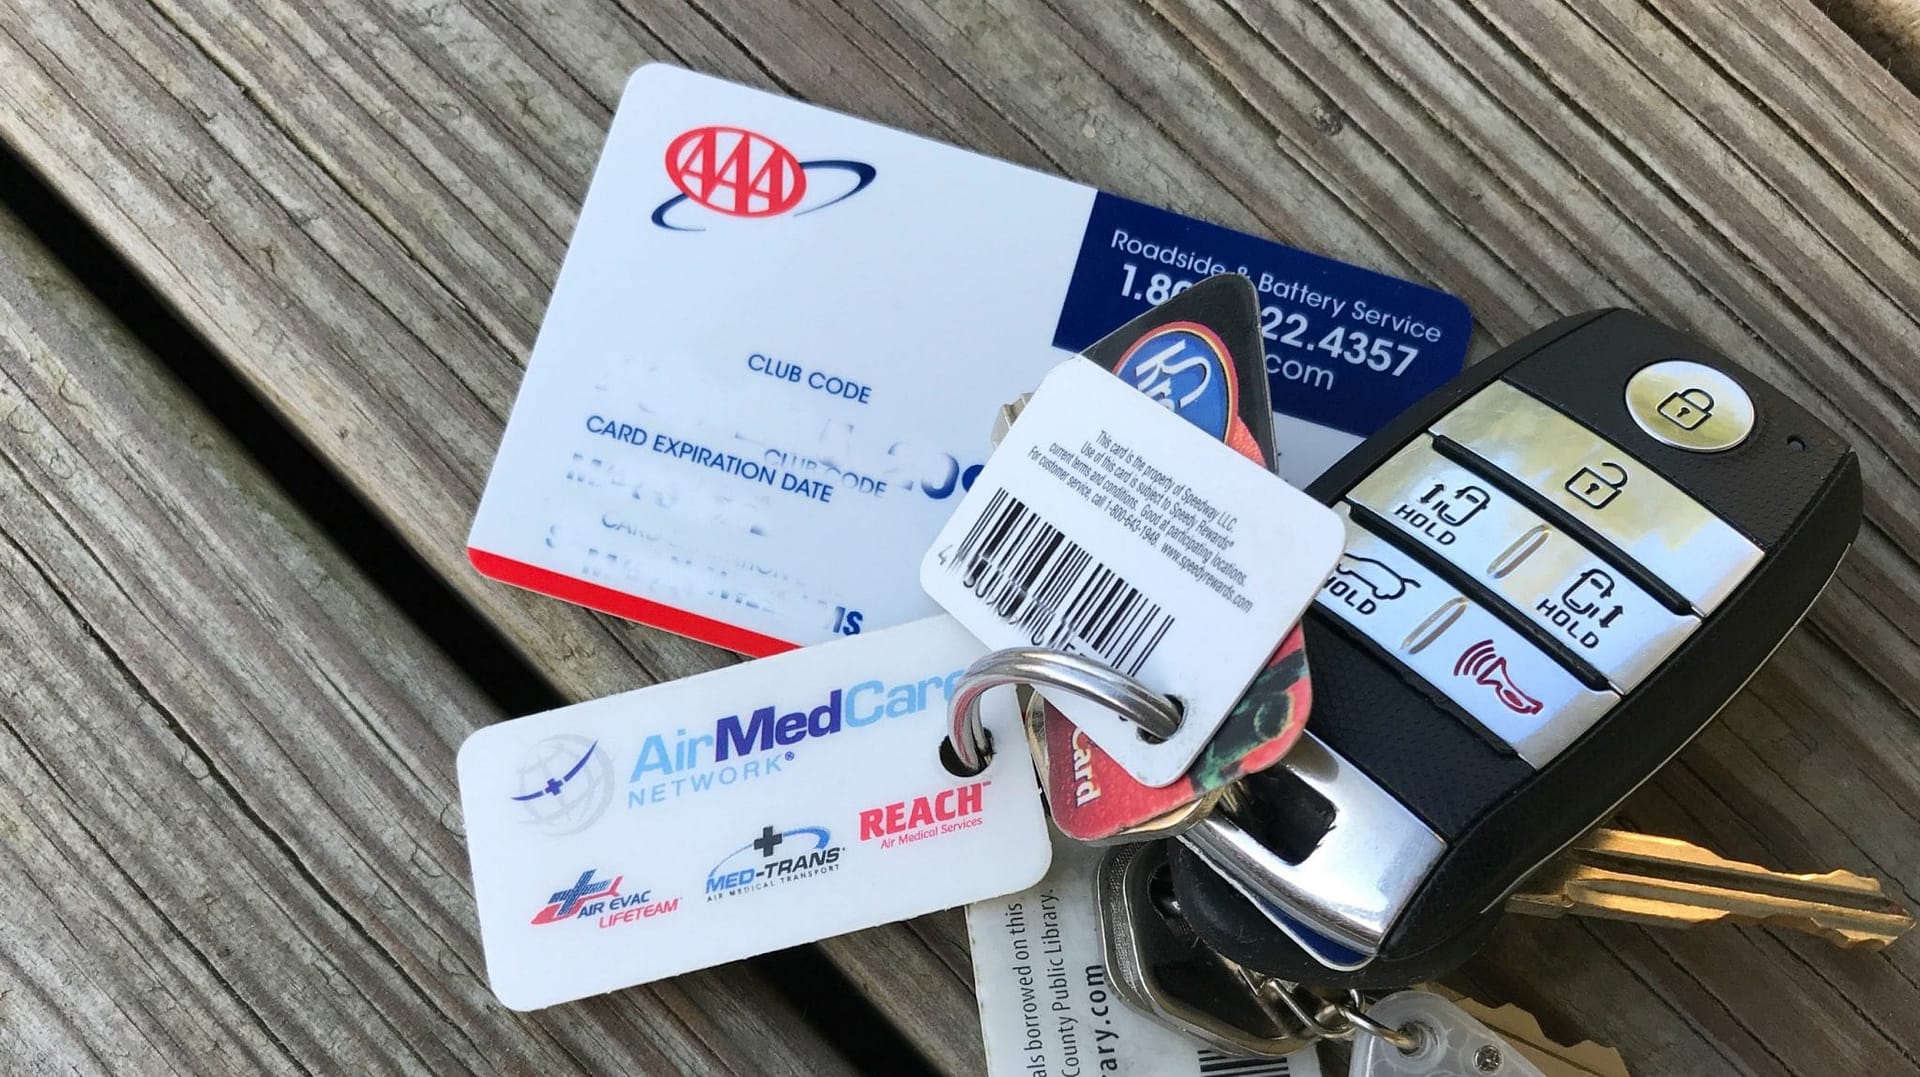 AAA
Roadside & Battery Service
1.8
22.4357
com
CLUB CODE
CARD EXPIRATION DATE
CLUB CODE
IS
This card is the property of Speedway LLC.
Use of this card is subject to Speedy Rewards®
current terms and conditions. Good at participating locations.
For customer service, call 1-800-643-1948. www.speedyrewards.com
HOLD
HOLD
HOLD
AirMedCare
NETWORK®
REACH
Air Medical Services
MED-TRANS
AIR MEDICAL TRANSPORT
AIR EVAC
LIFETEAM
Card
als borrowed on this
County Public Library.
ary.com